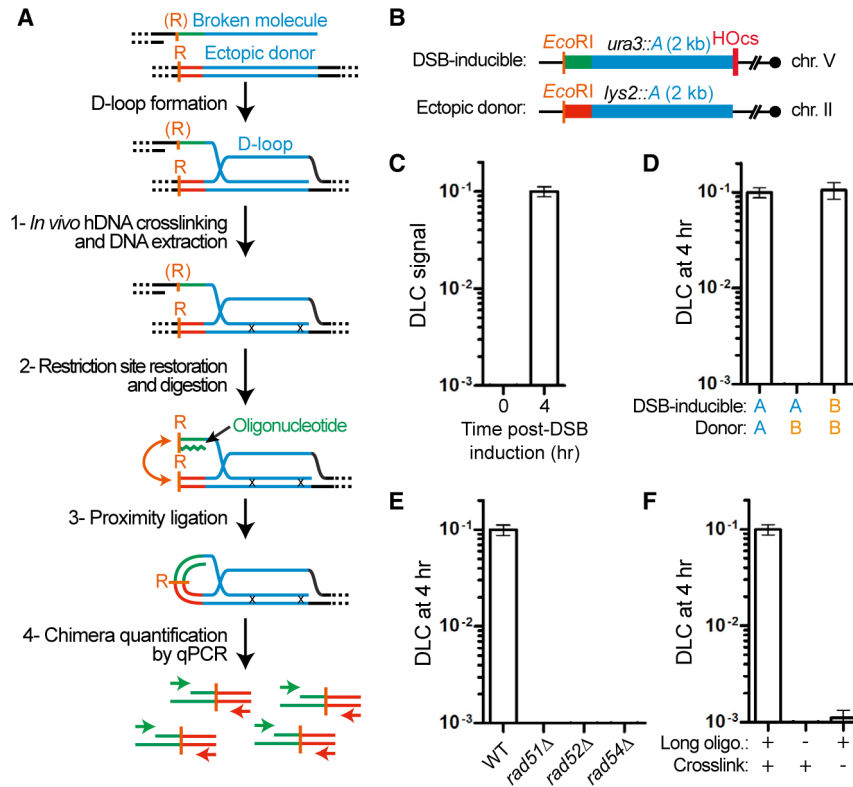 A
(R) Broken molecule
R Ectopic donor
D-loop formation
(R)
R
D-loop
1- In vivo hDNA crosslinking
and DNA extraction
(R)
R
x x
2- Restriction site restoration
and digestion
Oligonucleotide
R
R
x x
3- Proximity ligation
R
x x
4- Chimera quantification
by qPCR
B
EcoRI ura3::A (2 kb) HOcs
DSB-inducible: chr. V
EcoRI lys2::A (2 kb)
Ectopic donor: chr. II
C
DLC signal
10-1
10-2
10-3
0 4
Time post-DSB
induction (hr)
D
DLC at 4 hr
10-1
10-2
10-3
DSB-inducible: A A B
Donor: A B B
E
DLC at 4 hr
10-1
10-2
10-3
WT rad51Δ rad52Δ rad54Δ
F
DLC at 4 hr
10-1
10-2
10-3
Long oligo.: + - +
Crosslink: + + -